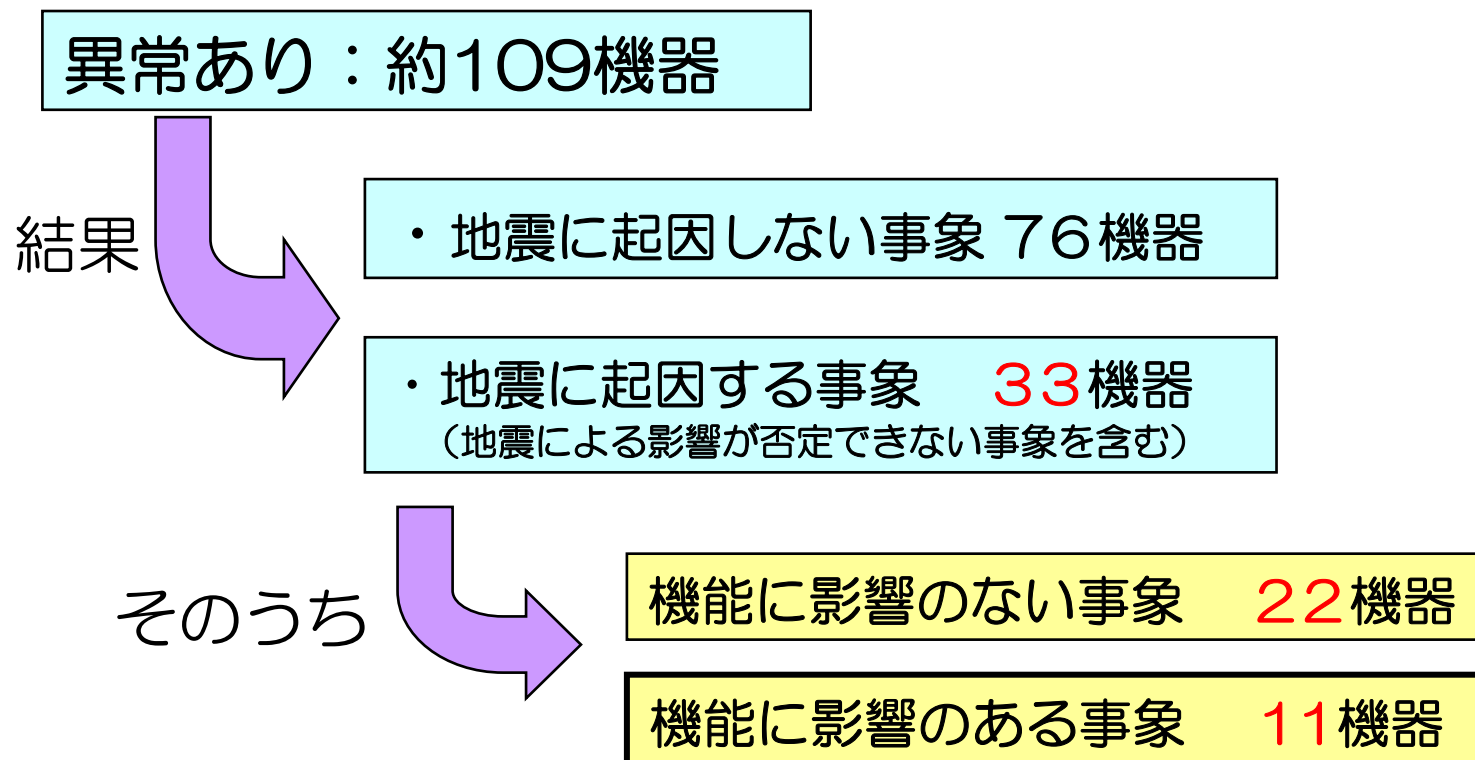 異常あり：約109機器
結果
・地震に起因しない事象 ７６機器
・地震に起因する事象　３３機器
（地震による影響が否定できない事象を含む）
そのうち
機能に影響のない事象　２２機器
機能に影響のある事象　１１機器